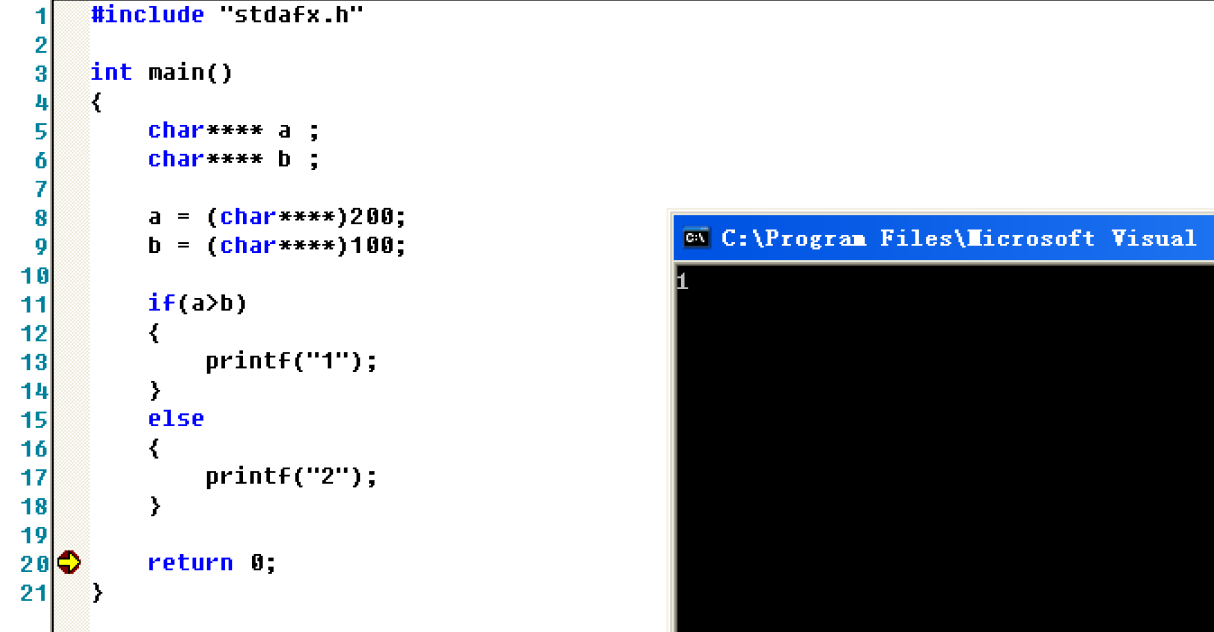 1 #include "stdafx.h"
2
3 int main()
4 {
5 char**** a ;
6 char**** b ;
7
8 a = (char****)200;
9 b = (char****)100;
10
11 if(a>b)
12 {
13 printf("1");
14 }
15 else
16 {
17 printf("2");
18 }
19
20 return 0;
21 }
C:\ C:\Program Files\Microsoft Visual
1